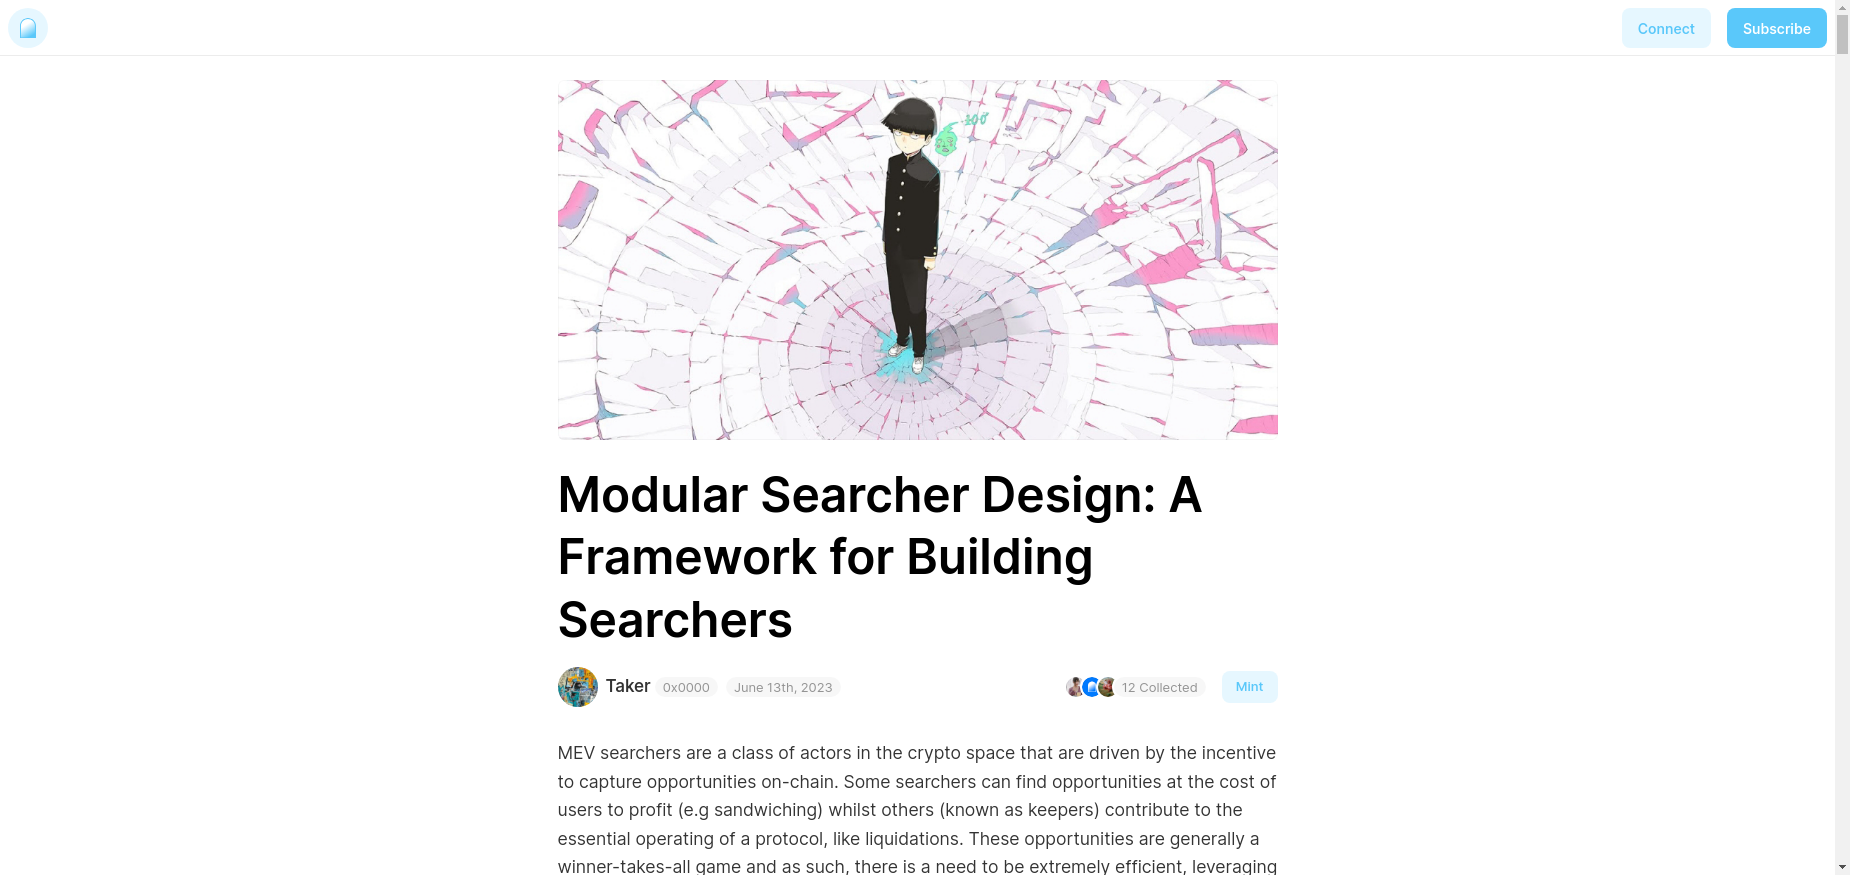 Connect
Subscribe
100
Modular Searcher Design: A
Framework for Building
Searchers
Taker 0x0000 June 13th, 2023
12 Collected
Mint
MEV searchers are a class of actors in the crypto space that are driven by the incentive
to capture opportunities on-chain. Some searchers can find opportunities at the cost of
users to profit (e.g sandwiching) whilst others (known as keepers) contribute to the
essential operating of a protocol, like liquidations. These opportunities are generally a
winner-takes-all game and as such, there is a need to be extremely efficient, leveraging